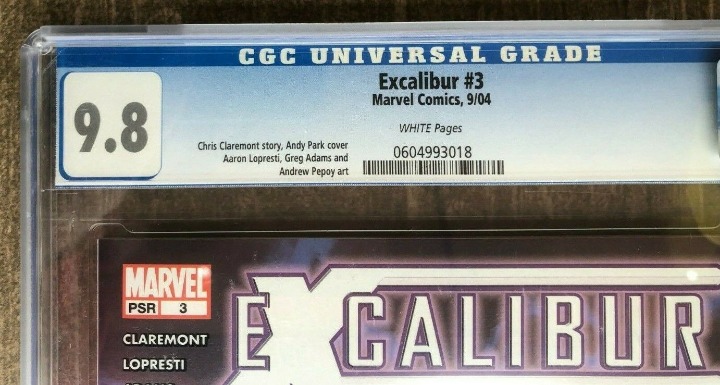 CGC UNIVERSAL GRADE
9.8
Excalibur #3
Marvel Comics, 9/04
WHITE Pages
Chris Claremont story, Andy Park cover
Aaron Lopresti, Greg Adams and
Andrew Pepoy art
0604993018
MARVEL
PSR 3
EXCALIBUR
CLAREMONT
LOPRESTI